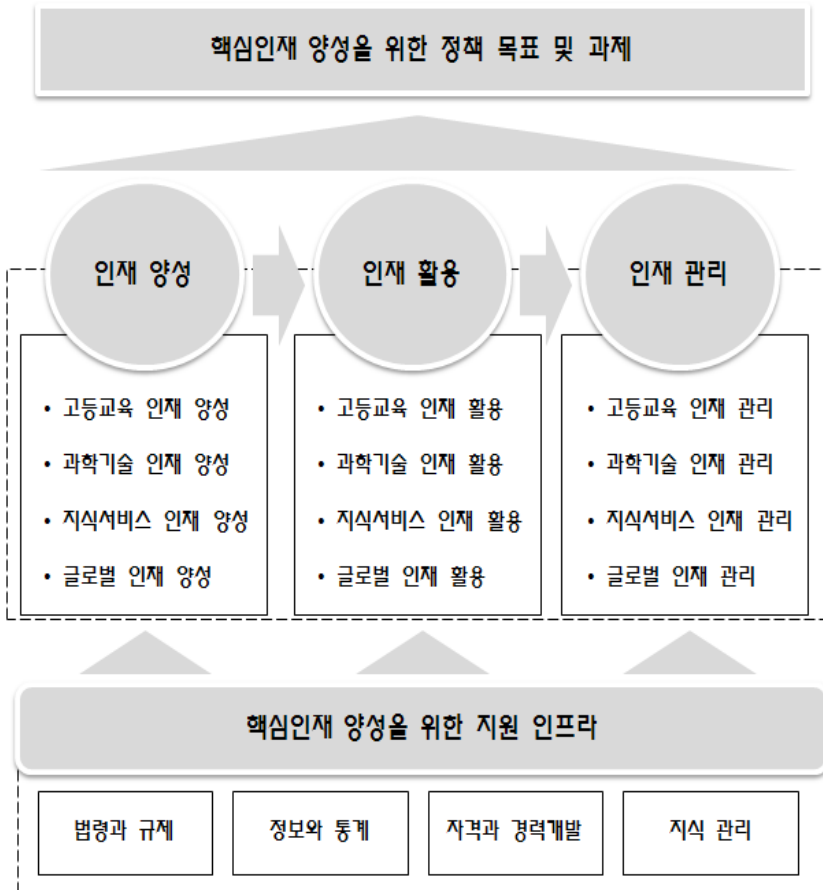 핵심인재 양성을 위한 정책 목표 및 과제
인재 양성
인재 활용
인재 관리
• 고등교육 인재 양성
• 과학기술 인재 양성
• 지식서비스 인재 양성
• 글로벌 인재 양성
• 고등교육 인재 활용
• 과학기술 인재 활용
• 지식서비스 인재 활용
• 글로벌 인재 활용
• 고등교육 인재 관리
• 과학기술 인재 관리
• 지식서비스 인재 관리
• 글로벌 인재 관리
핵심인재 양성을 위한 지원 인프라
법령과 규제
정보와 통계
자격과 경력개발
지식 관리